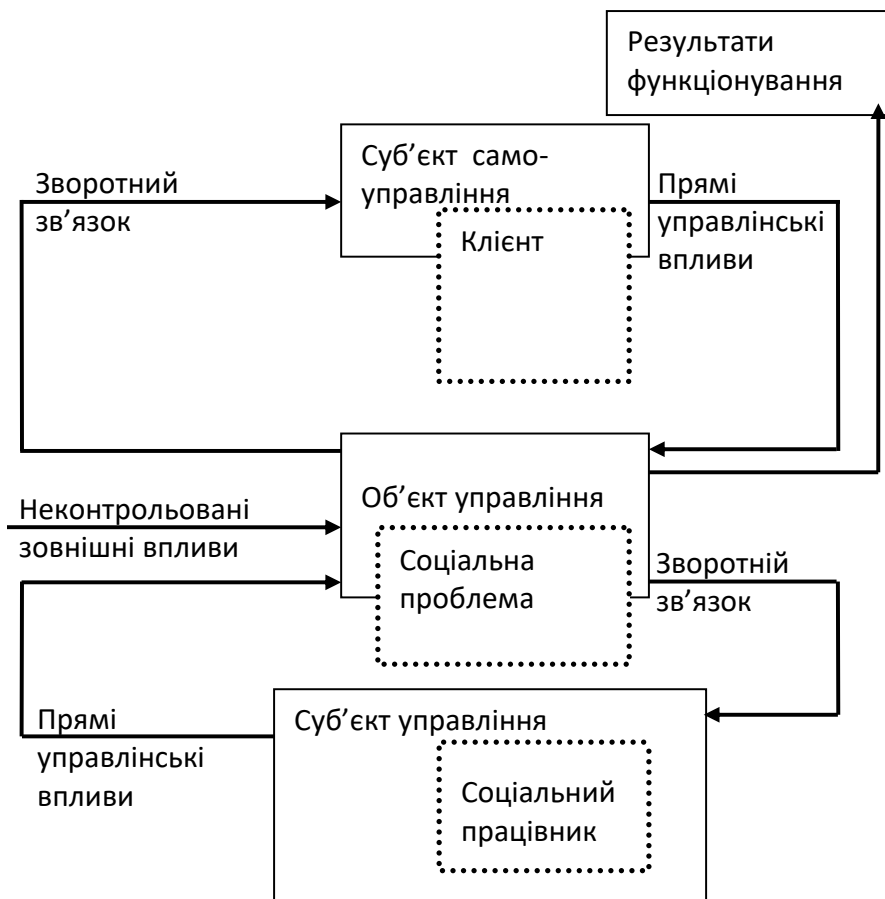 Результати
функціонування
Суб’єкт само-
управління
Зворотний
зв’язок
Прямі
управлінські
впливи
Клієнт
Об’єкт управління
Неконтрольовані
зовнішні впливи
Соціальна
проблема
Зворотній
зв’язок
Прямі
управлінські
впливи
Суб’єкт управління
Соціальний
працівник